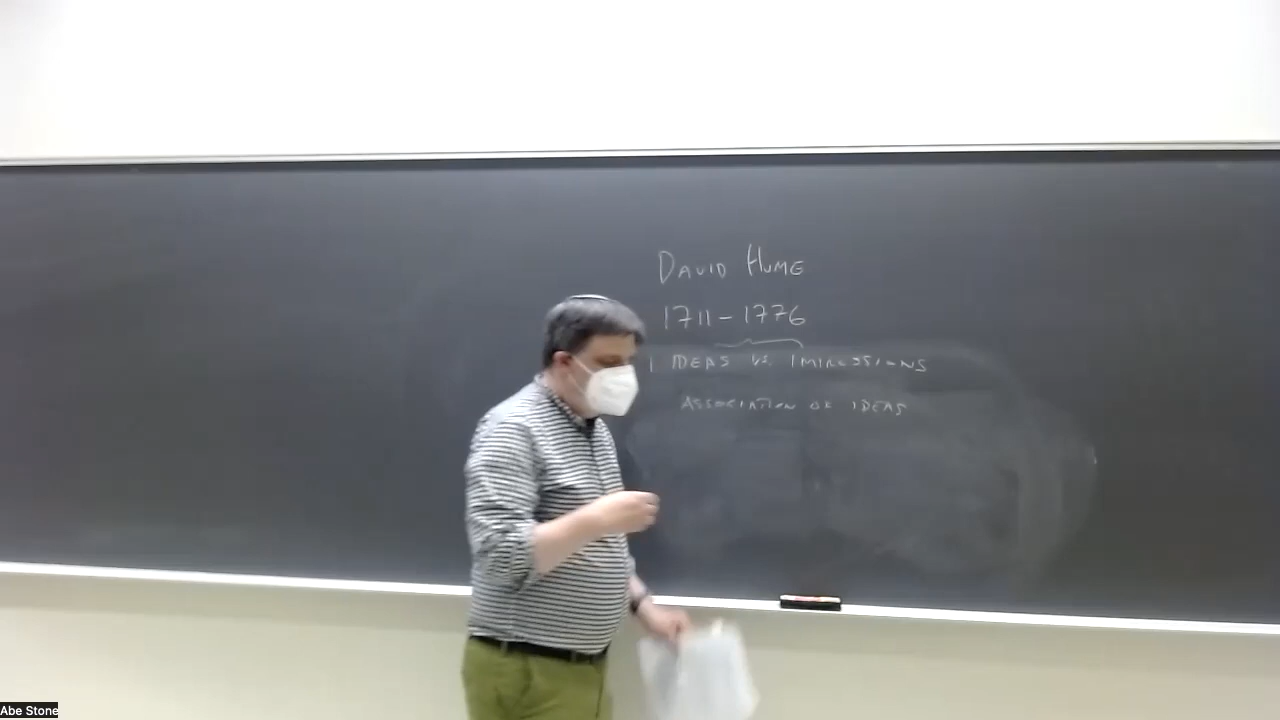 DAVID HUME
1711-1776
1 IDEAS VS. IMPRESSIONS
ASSOCIATION OF IDEAS
Abe Stone